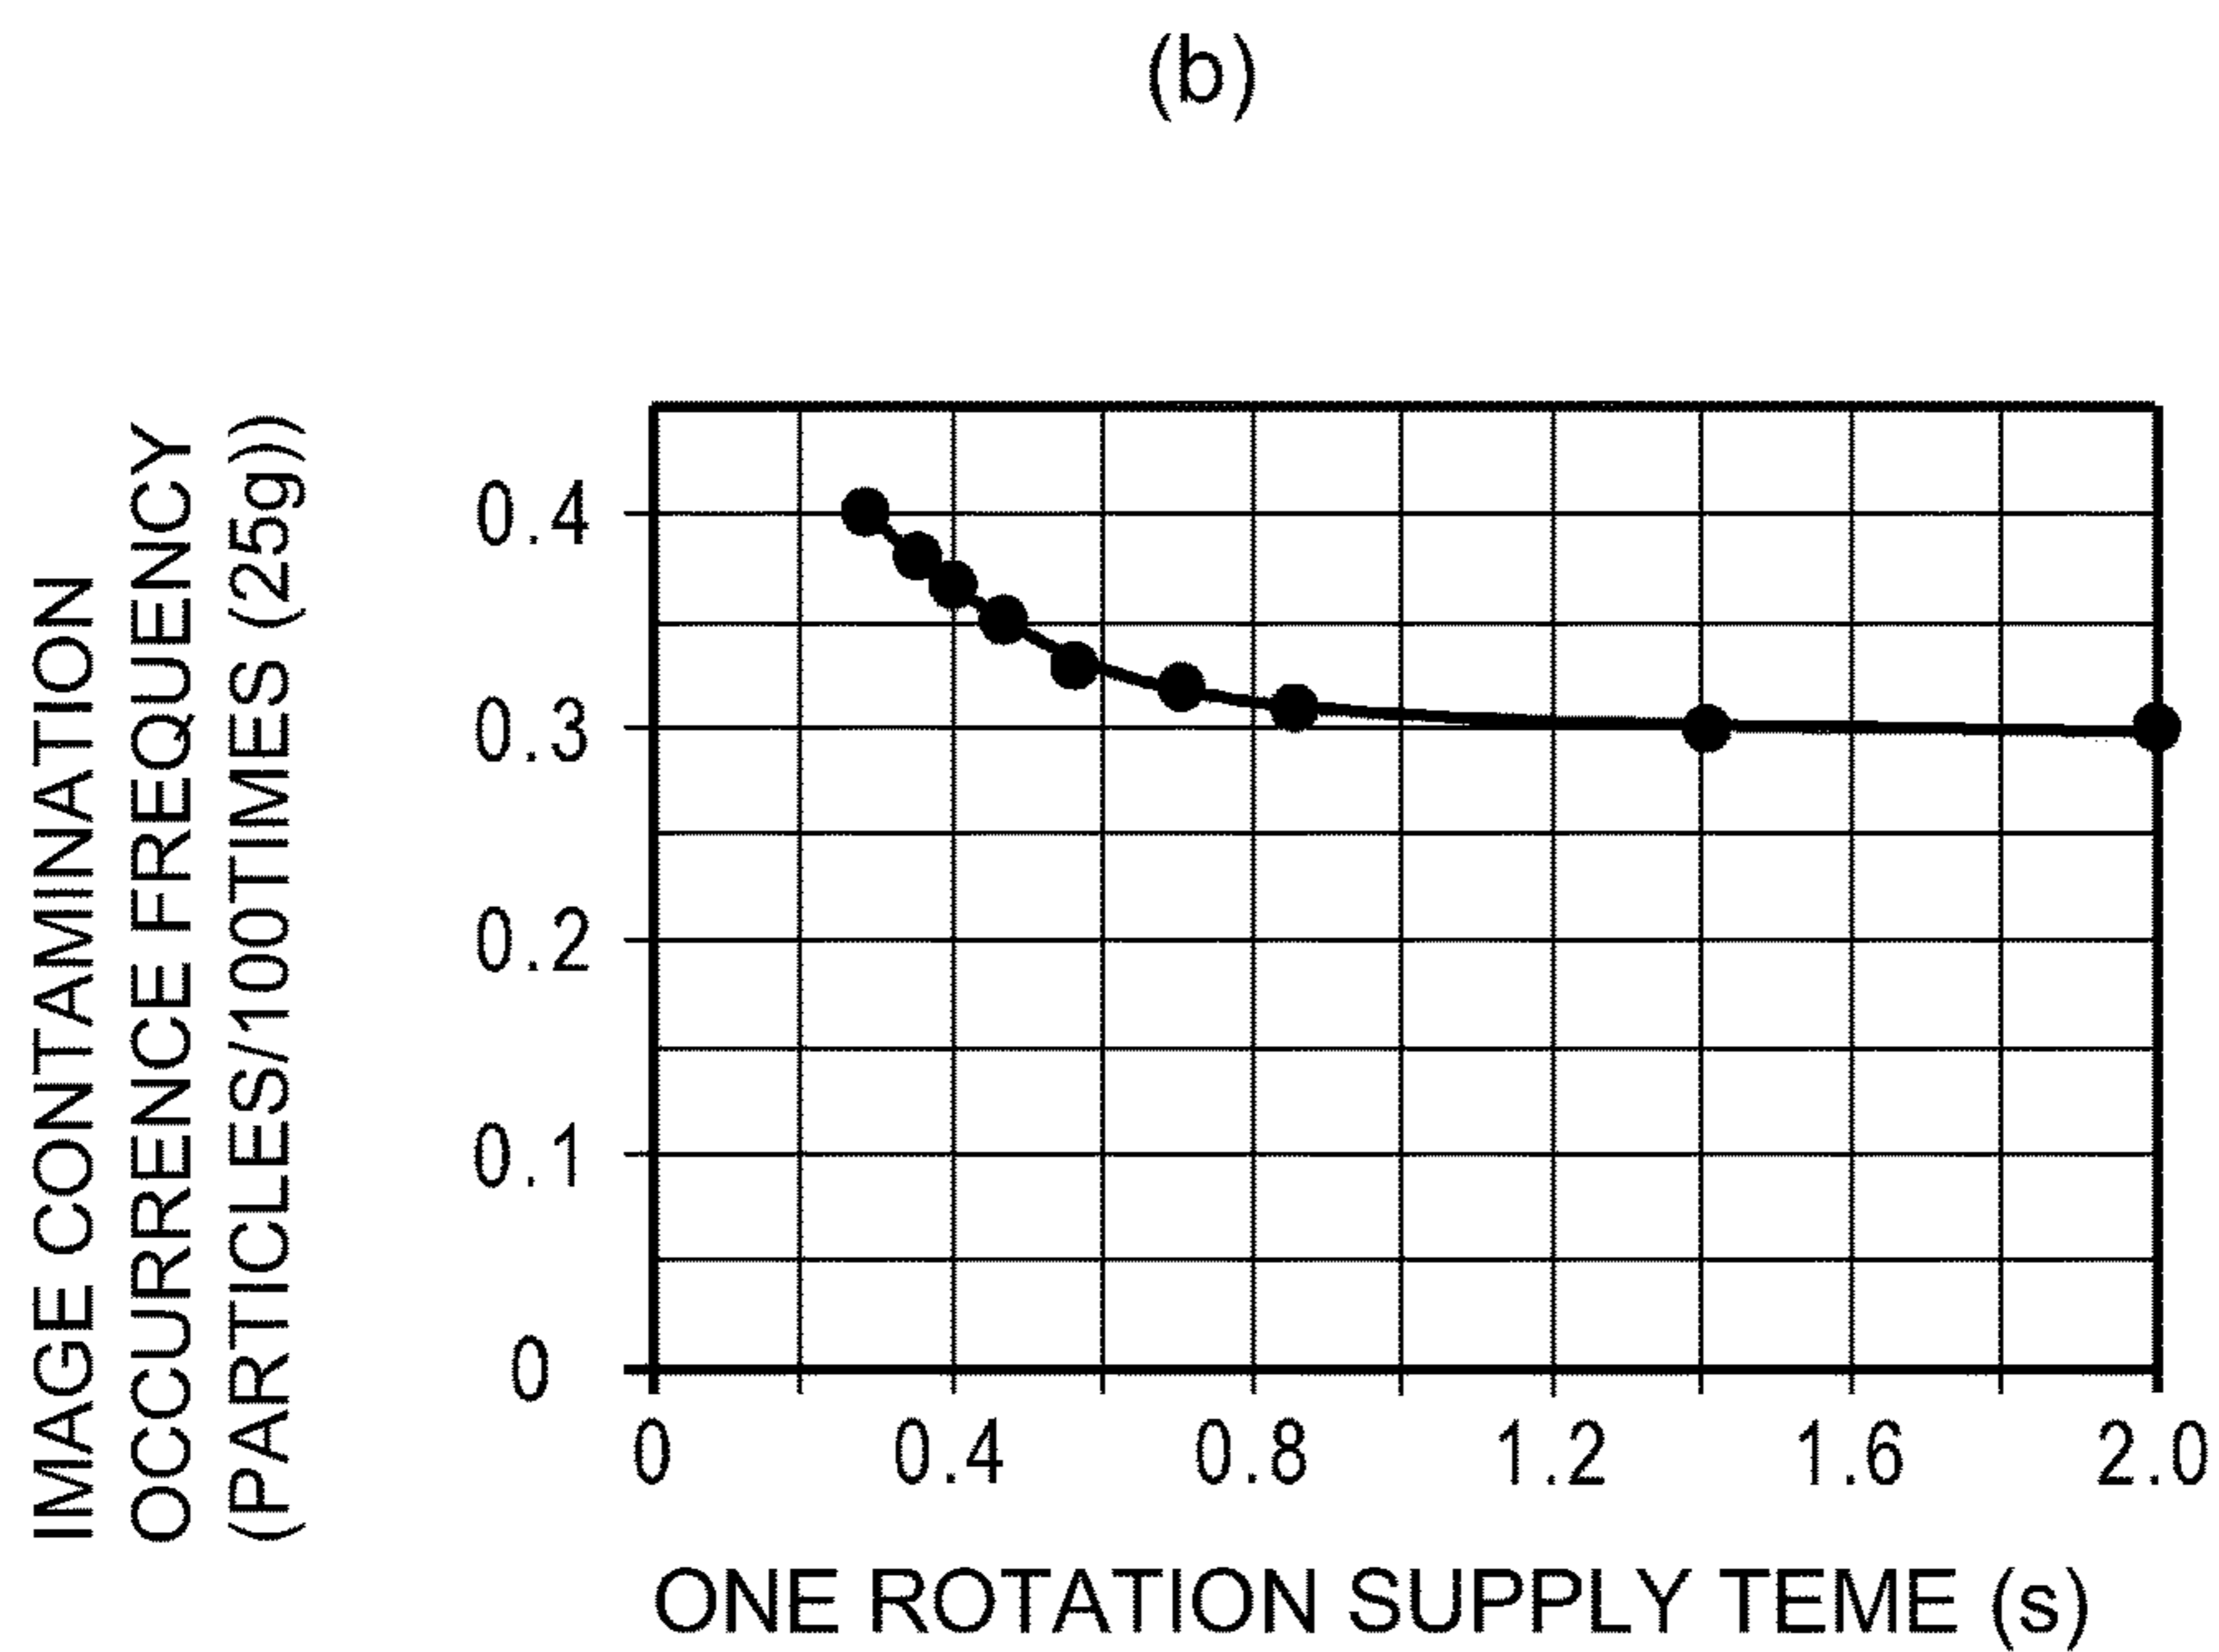 (b)
IMAGE CONTAMINATION
OCCURRENCE FREQUENCY
(PARTICLES/100TIMES (25g))
0.4
0.3
0.2
0.1
0
0 0.4 0.8 1.2 1.6 2.0
ONE ROTATION SUPPLY TEME (s)